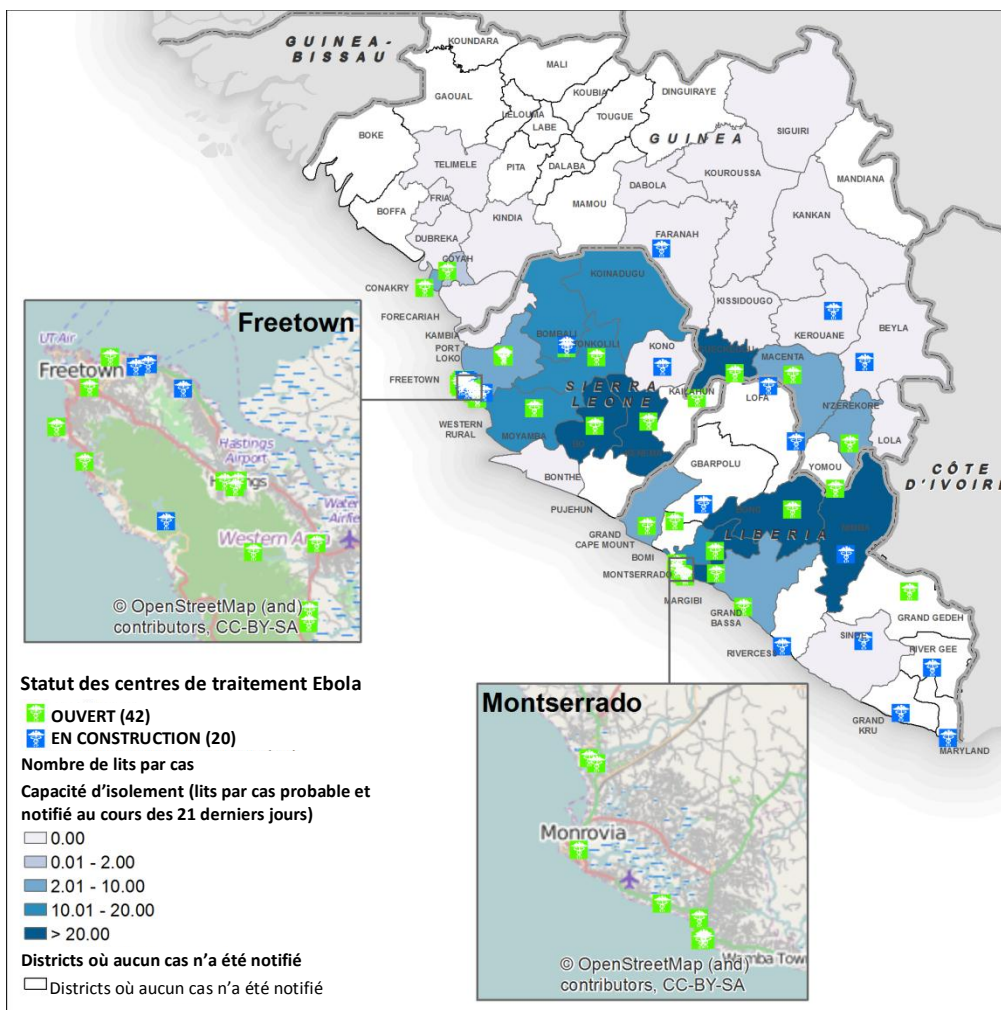 GUINEA-
BISSAU
KOUNDARA
MALI
KOUBIA
DINGUIRAYE
GAOUAL
LELOUMA
TOUGUE
LABE
SIGUIRI
BOKE
GUINEA
TELIMELE
PITA
DALABA
KOUROUSSA
MANDIANA
DABOLA
FRIA
BOFFA
MAMOU
KANKAN
KINDIA
DUBREKA
FARANAH
COYAH
KOINADUGU
CONAKRY
KISSIDOUGO
FORECARIAH
BEYLA
KEROUANE
KAMBIA
BOMBALI
KONO
PORT
LOKO
MACENTA
FREETOWN
SIERRA
LEONE
LOFA
N'ZEREKORE
WESTERN
RURAL
MOYAMBA
LOLA
BO
GBARPOLU
YOMOU
CÔTE
D'IVOIRE
BONTHE
PUJEHUN
GRAND
CAPE MOUNT
LIBERIA
BOMI
MONTSERRADO
MARGIBI
GRAND
BASSA
GRAND GEDEH
RIVERCESS
RIVER GEE
GRAND
KRU
MARYLAND
Freetown
UT-Air
Freetown
Hastings
Airport
Western Area
© OpenStreetMap (and)
contributors, CC-BY-SA
Statut des centres de traitement Ebola
OUVERT (42)
EN CONSTRUCTION (20)
Nombre de lits par cas
Capacité d’isolement (lits par cas probable et
notifié au cours des 21 derniers jours)
0.00
0.01 - 2.00
2.01 - 10.00
10.01 - 20.00
> 20.00
Districts où aucun cas n’a été notifié
Districts où aucun cas n’a été notifié
Montserrado
Monrovia
Wamba Town
© OpenStreetMap (and)
contributors, CC-BY-SA